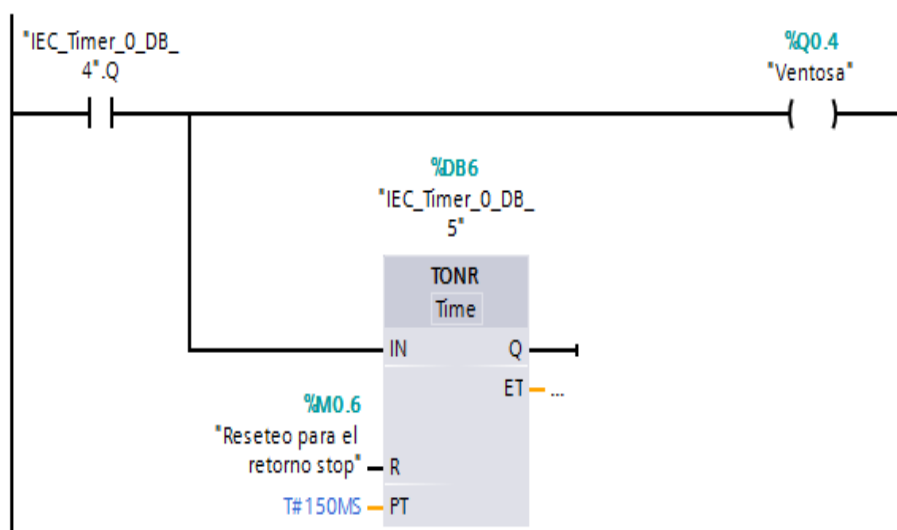 "IEC_Timer_0_DB_
4".Q
%Q0.4
"Ventosa"
%DB6
"IEC_Timer_0_DB_
5"
TONR
Time
IN
Q
ET
...
%M0.6
"Reseteo para el
retorno stop"
R
T#150MS
PT